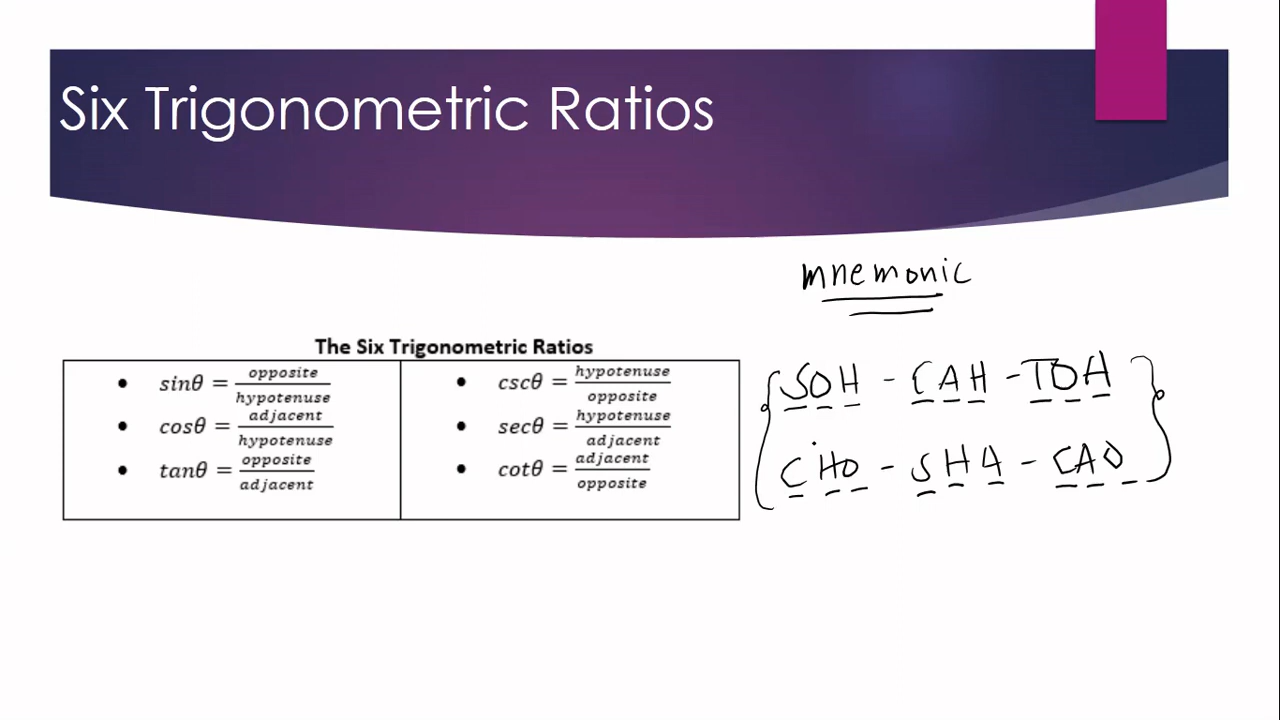 Six Trigonometric Ratios
mnemonic
The Six Trigonometric Ratios
• sinθ = opposite/hypotenuse
• cosθ = adjacent/hypotenuse
• tanθ = opposite/adjacent
• cscθ = hypotenuse/opposite
• secθ = hypotenuse/adjacent
• cotθ = adjacent/opposite
SOH - CAH - TOA
CHO - SHA - CAO